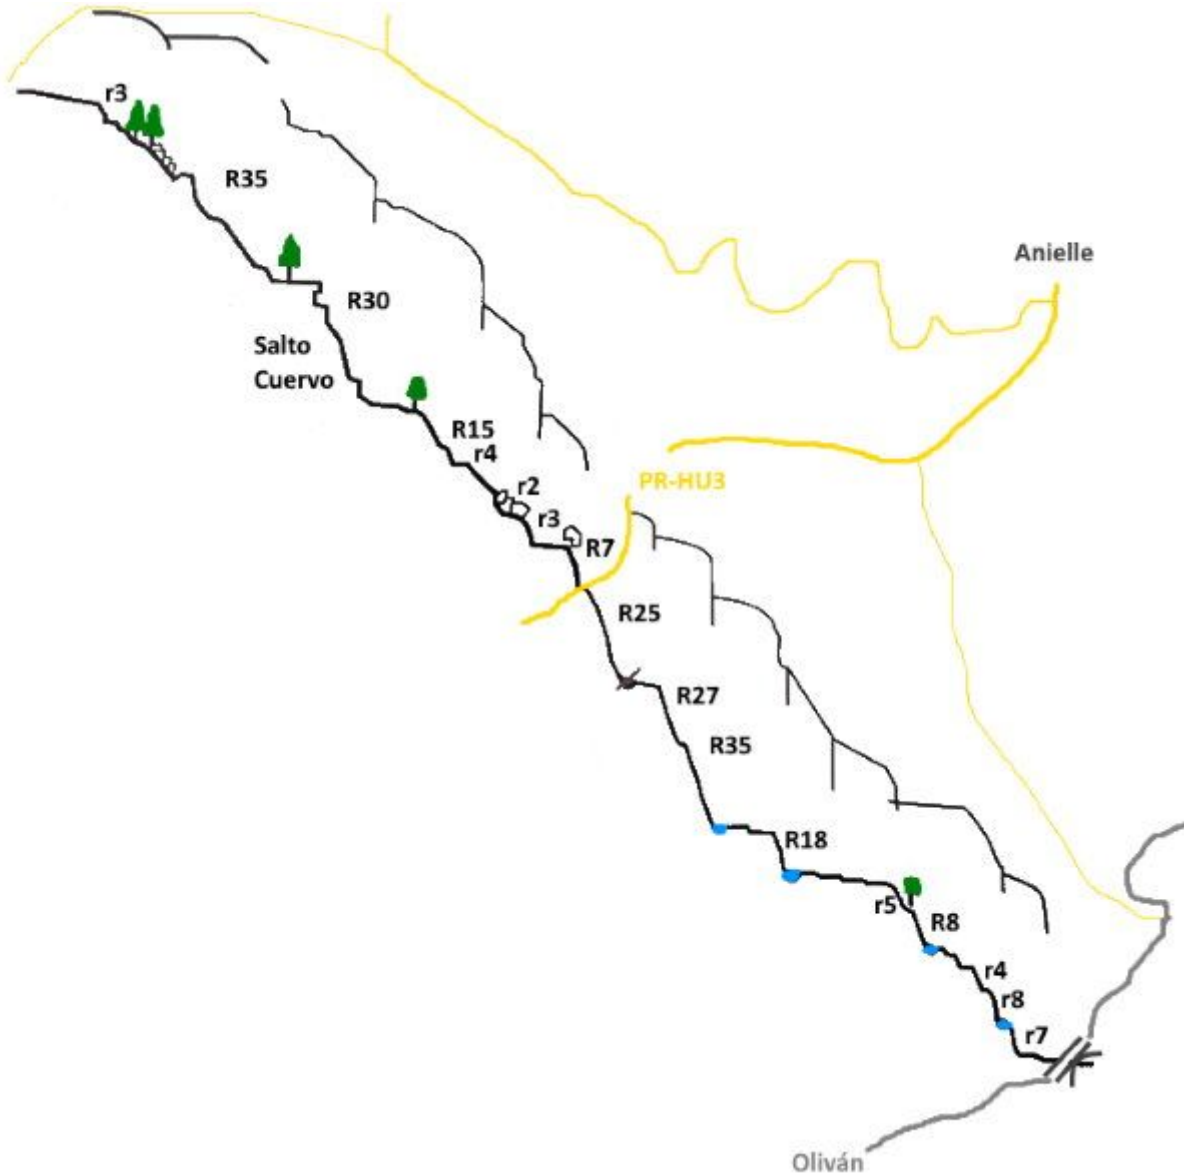 r3
R35
Anielle
R30
Salto
Cuervo
R15
r4
PR-HU3
r2
r3
R7
R25
R27
R35
R18
r5
R8
r4
r8
r7
Oliván